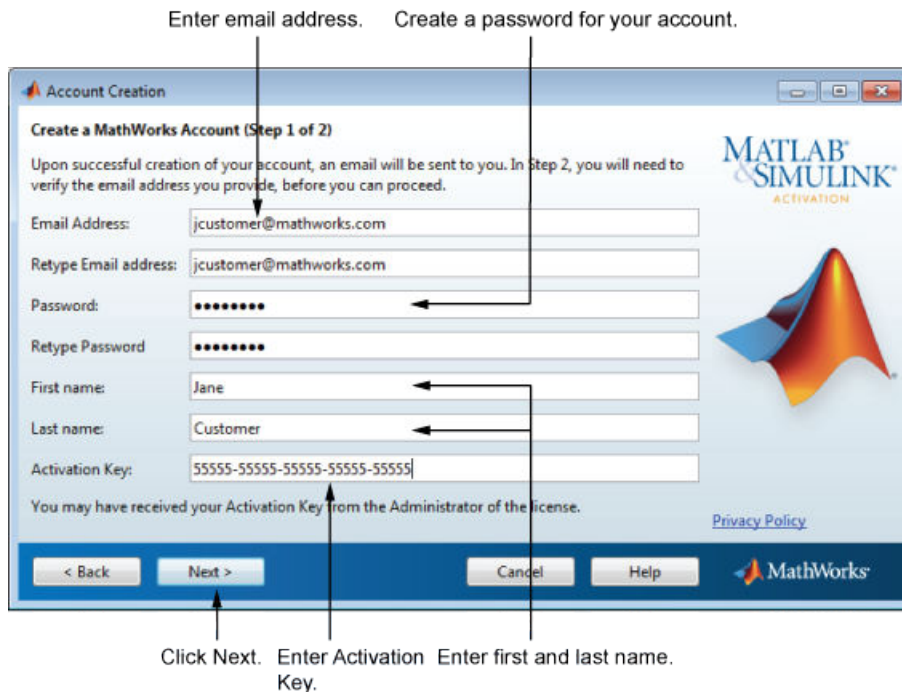 Enter email address. Create a password for your account.
Account Creation
Create a MathWorks Account (Step 1 of 2)
Upon successful creation of your account, an email will be sent to you. In Step 2, you will need to
verify the email address you provide, before you can proceed.
MATLAB®
&SIMULINK®
ACTIVATION
Email Address: jcustomer@mathworks.com
Retype Email address: jcustomer@mathworks.com
Password: ●●●●●●●●
Retype Password ●●●●●●●●
First name: Jane
Last name: Customer
Activation Key: 55555-55555-55555-55555-55555
You may have received your Activation Key from the Administrator of the license.
Privacy Policy
< Back Next > Cancel Help MathWorks®
Click Next. Enter Activation Key. Enter first and last name.